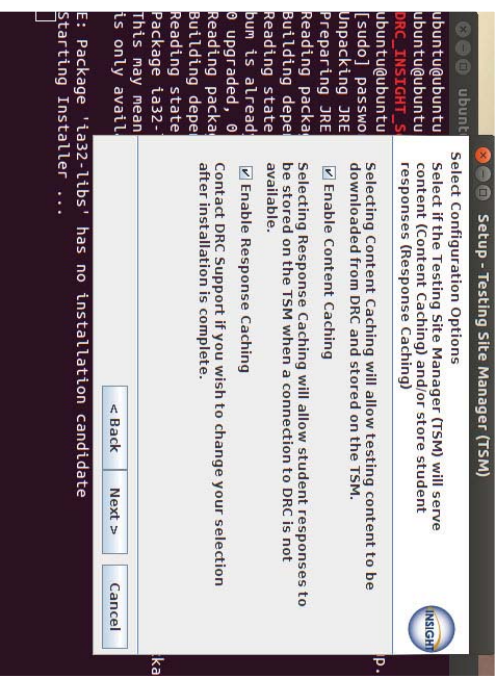 ubunt
ubuntu@ubuntu
ubuntu@ubuntu
DRC_INSIGHT_S
ubuntu@ubuntu
[sudo] passwo
Unpacking JRE
Preparing JRE
Reading packag
Building depen
Reading state
bum is alread
0 upgraded, 0
Reading packa
Building depen
Reading state
Package ia32-
This may mean
is only avail
E: Package 'ia32-libs' has no installation candidate
Starting Installer ...
up.
ka
Setup - Testing Site Manager (TSM)
Select Configuration Options
Select if the Testing Site Manager (TSM) will serve
content (Content Caching) and/or store student
responses (Response Caching)
INSIGHT
Selecting Content Caching will allow testing content to be
downloaded from DRC and stored on the TSM.
Enable Content Caching
Selecting Response Caching will allow student responses to
be stored on the TSM when a connection to DRC is not
available.
Enable Response Caching
Contact DRC Support if you wish to change your selection
after installation is complete.
< Back
Next >
Cancel